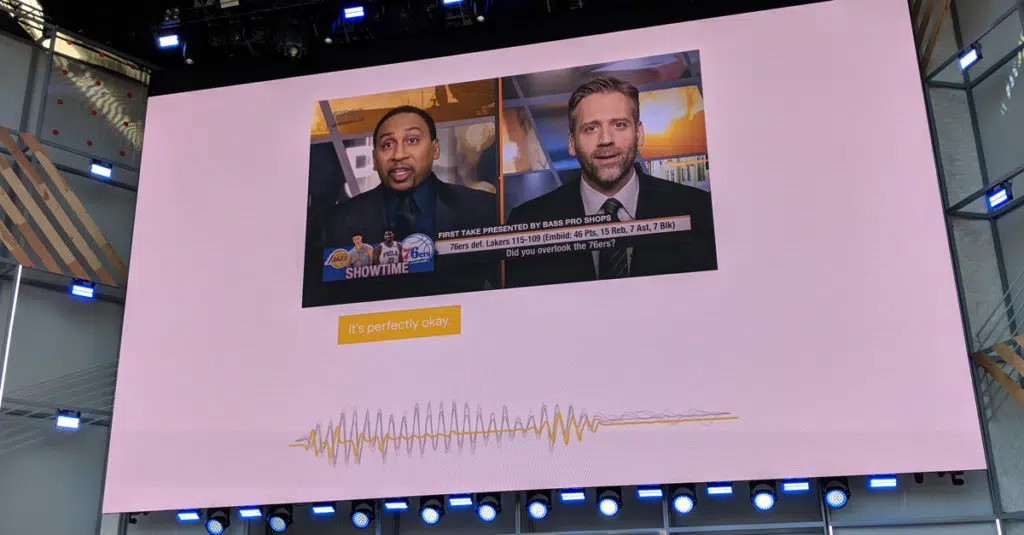 FIRST TAKE PRESENTED BY BASS PRO SHOPS
76ers def. Lakers 115-109 (Embiid: 46 Pts, 15 Reb, 7 Ast, 7 Blk)
Did you overlook the 76ers?
76ers
SHOWTIME
It's perfectly okay.